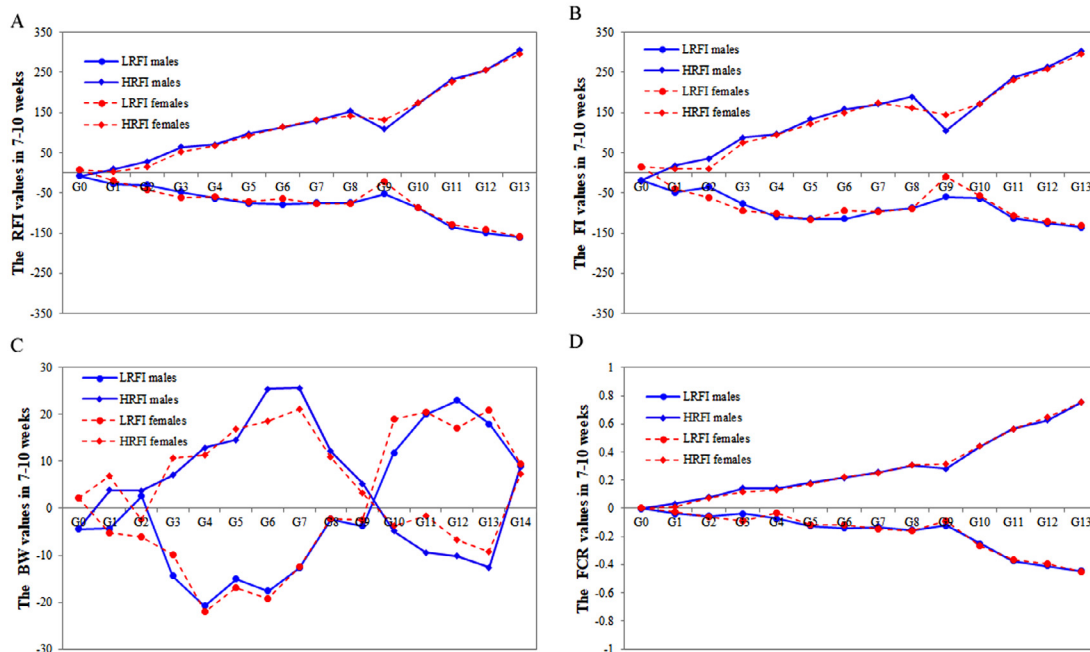 A
The RFI values in 7-10 weeks
350
250
150
50
-50
-150
-250
-350
LRFI males
HRFI males
LRFI females
HRFI females
G0 G1 G2 G3 G4 G5 G6 G7 G8 G9 G10 G11 G12 G13
B
The FI values in 7-10 weeks
350
250
150
50
-50
-150
-250
-350
LRFI males
HRFI males
LRFI females
HRFI females
G0 G1 G2 G3 G4 G5 G6 G7 G8 G9 G10 G11 G12 G13
C
The BW values in 7-10 weeks
30
20
10
0
-10
-20
-30
LRFI males
HRFI males
LRFI females
HRFI females
G0 G1 G2 G3 G4 G5 G6 G7 G8 G9 G10 G11 G12 G13 G14
D
The FCR values in 7-10 weeks
1
0.8
0.6
0.4
0.2
0
-0.2
-0.4
-0.6
-0.8
-1
LRFI males
HRFI males
LRFI females
HRFI females
G0 G1 G2 G3 G4 G5 G6 G7 G8 G9 G10 G11 G12 G13